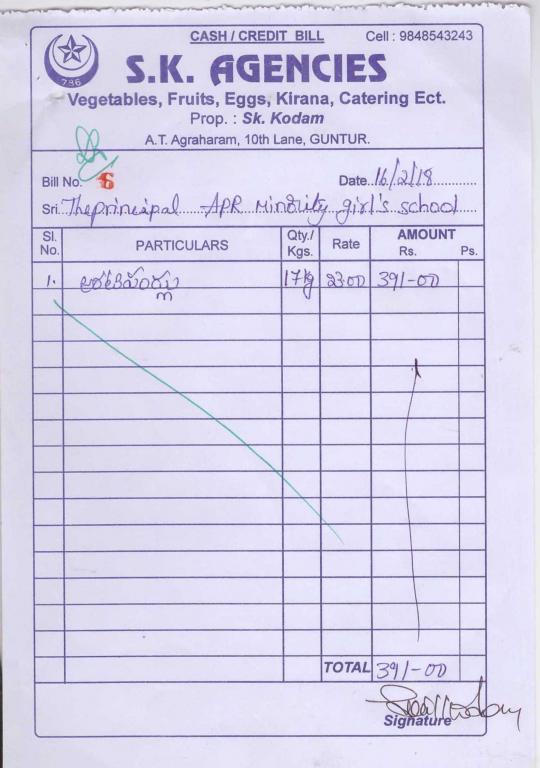 CASH / CREDIT BILL Cell : 9848543243
786
S.K. AGENCIES
Vegetables, Fruits, Eggs, Kirana, Catering Ect.
Prop. : Sk. Kodam
A.T. Agraharam, 10th Lane, GUNTUR.
Bill No. 6 Date 16/2/18
Sri. The principal APR Minority girl's school
Sl. No. PARTICULARS Qty./ Kgs. Rate AMOUNT Rs. Ps.
1. అరటిపండ్లు 17kg 23.00 391-00
TOTAL 391-00
Signature